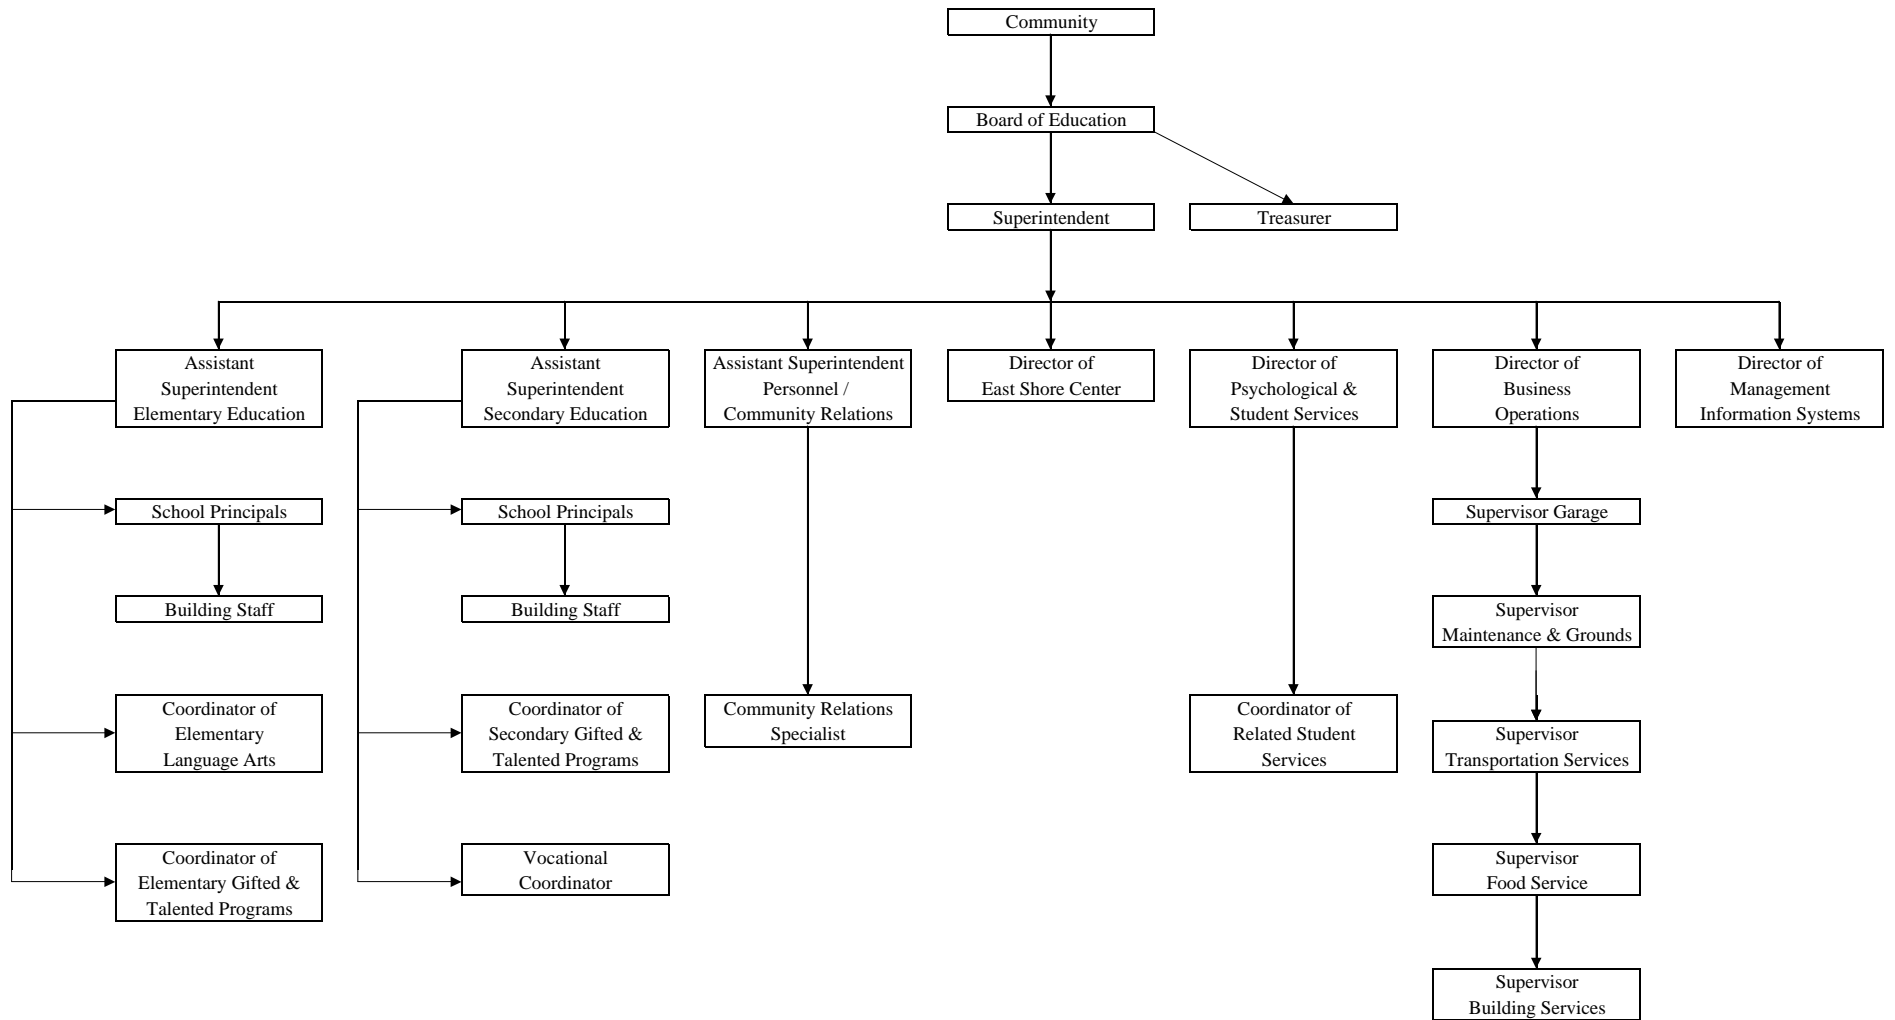 Community
Board of Education
Superintendent
Treasurer
Assistant
Superintendent
Elementary Education
Assistant
Superintendent
Secondary Education
Assistant Superintendent
Personnel /
Community Relations
Director of
East Shore Center
Director of
Psychological &
Student Services
Director of
Business
Operations
Director of
Management
Information Systems
School Principals
School Principals
Supervisor Garage
Building Staff
Building Staff
Supervisor
Maintenance & Grounds
Coordinator of
Elementary
Language Arts
Coordinator of
Secondary Gifted &
Talented Programs
Community Relations
Specialist
Coordinator of
Related Student
Services
Supervisor
Transportation Services
Coordinator of
Elementary Gifted &
Talented Programs
Vocational
Coordinator
Supervisor
Food Service
Supervisor
Building Services